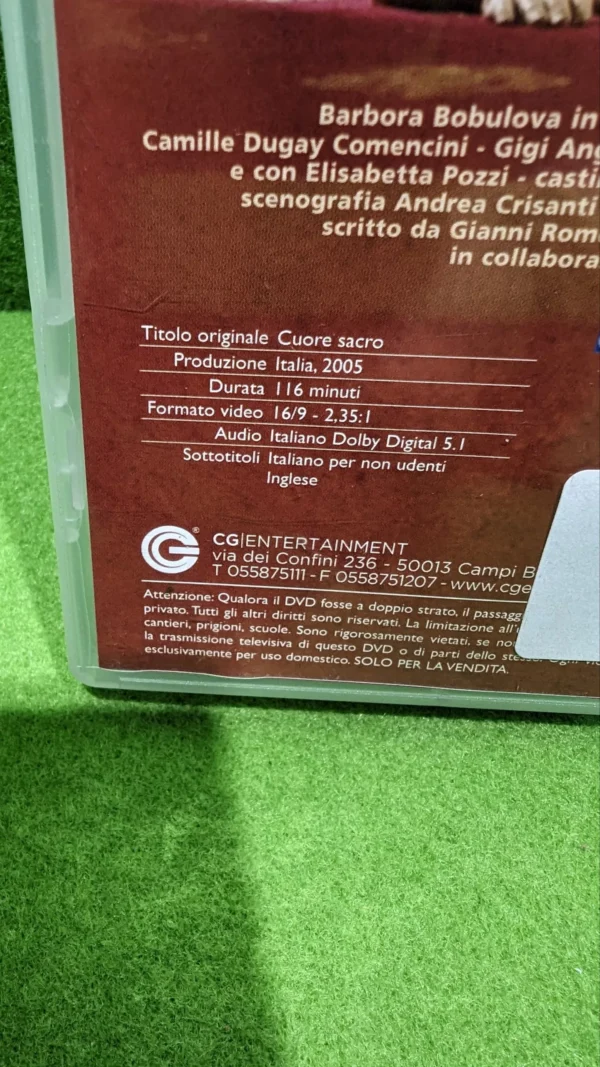 Barbora Bobulova in
Camille Dugay Comencini - Gigi Ang
e con Elisabetta Pozzi - casti
scenografia Andrea Crisanti
scritto da Gianni Rom
in collabora
Titolo originale Cuore sacro
Produzione Italia, 2005
Durata 116 minuti
Formato video 16/9 - 2,35:1
Audio Italiano Dolby Digital 5.1
Sottotitoli Italiano per non udenti
Inglese
CG|ENTERTAINMENT
via dei Confini 236 - 50013 Campi B
T 055875111 - F 0558751207 - www.cge
Attenzione: Qualora il DVD fosse a doppio strato, il passagg
privato. Tutti gli altri diritti sono riservati. La limitazione all'
cantieri, prigioni, scuole. Sono rigorosamente vietati, se no
la trasmissione televisiva di questo DVD o di parti dello
esclusivamente per uso domestico. SOLO PER LA VENDITA.